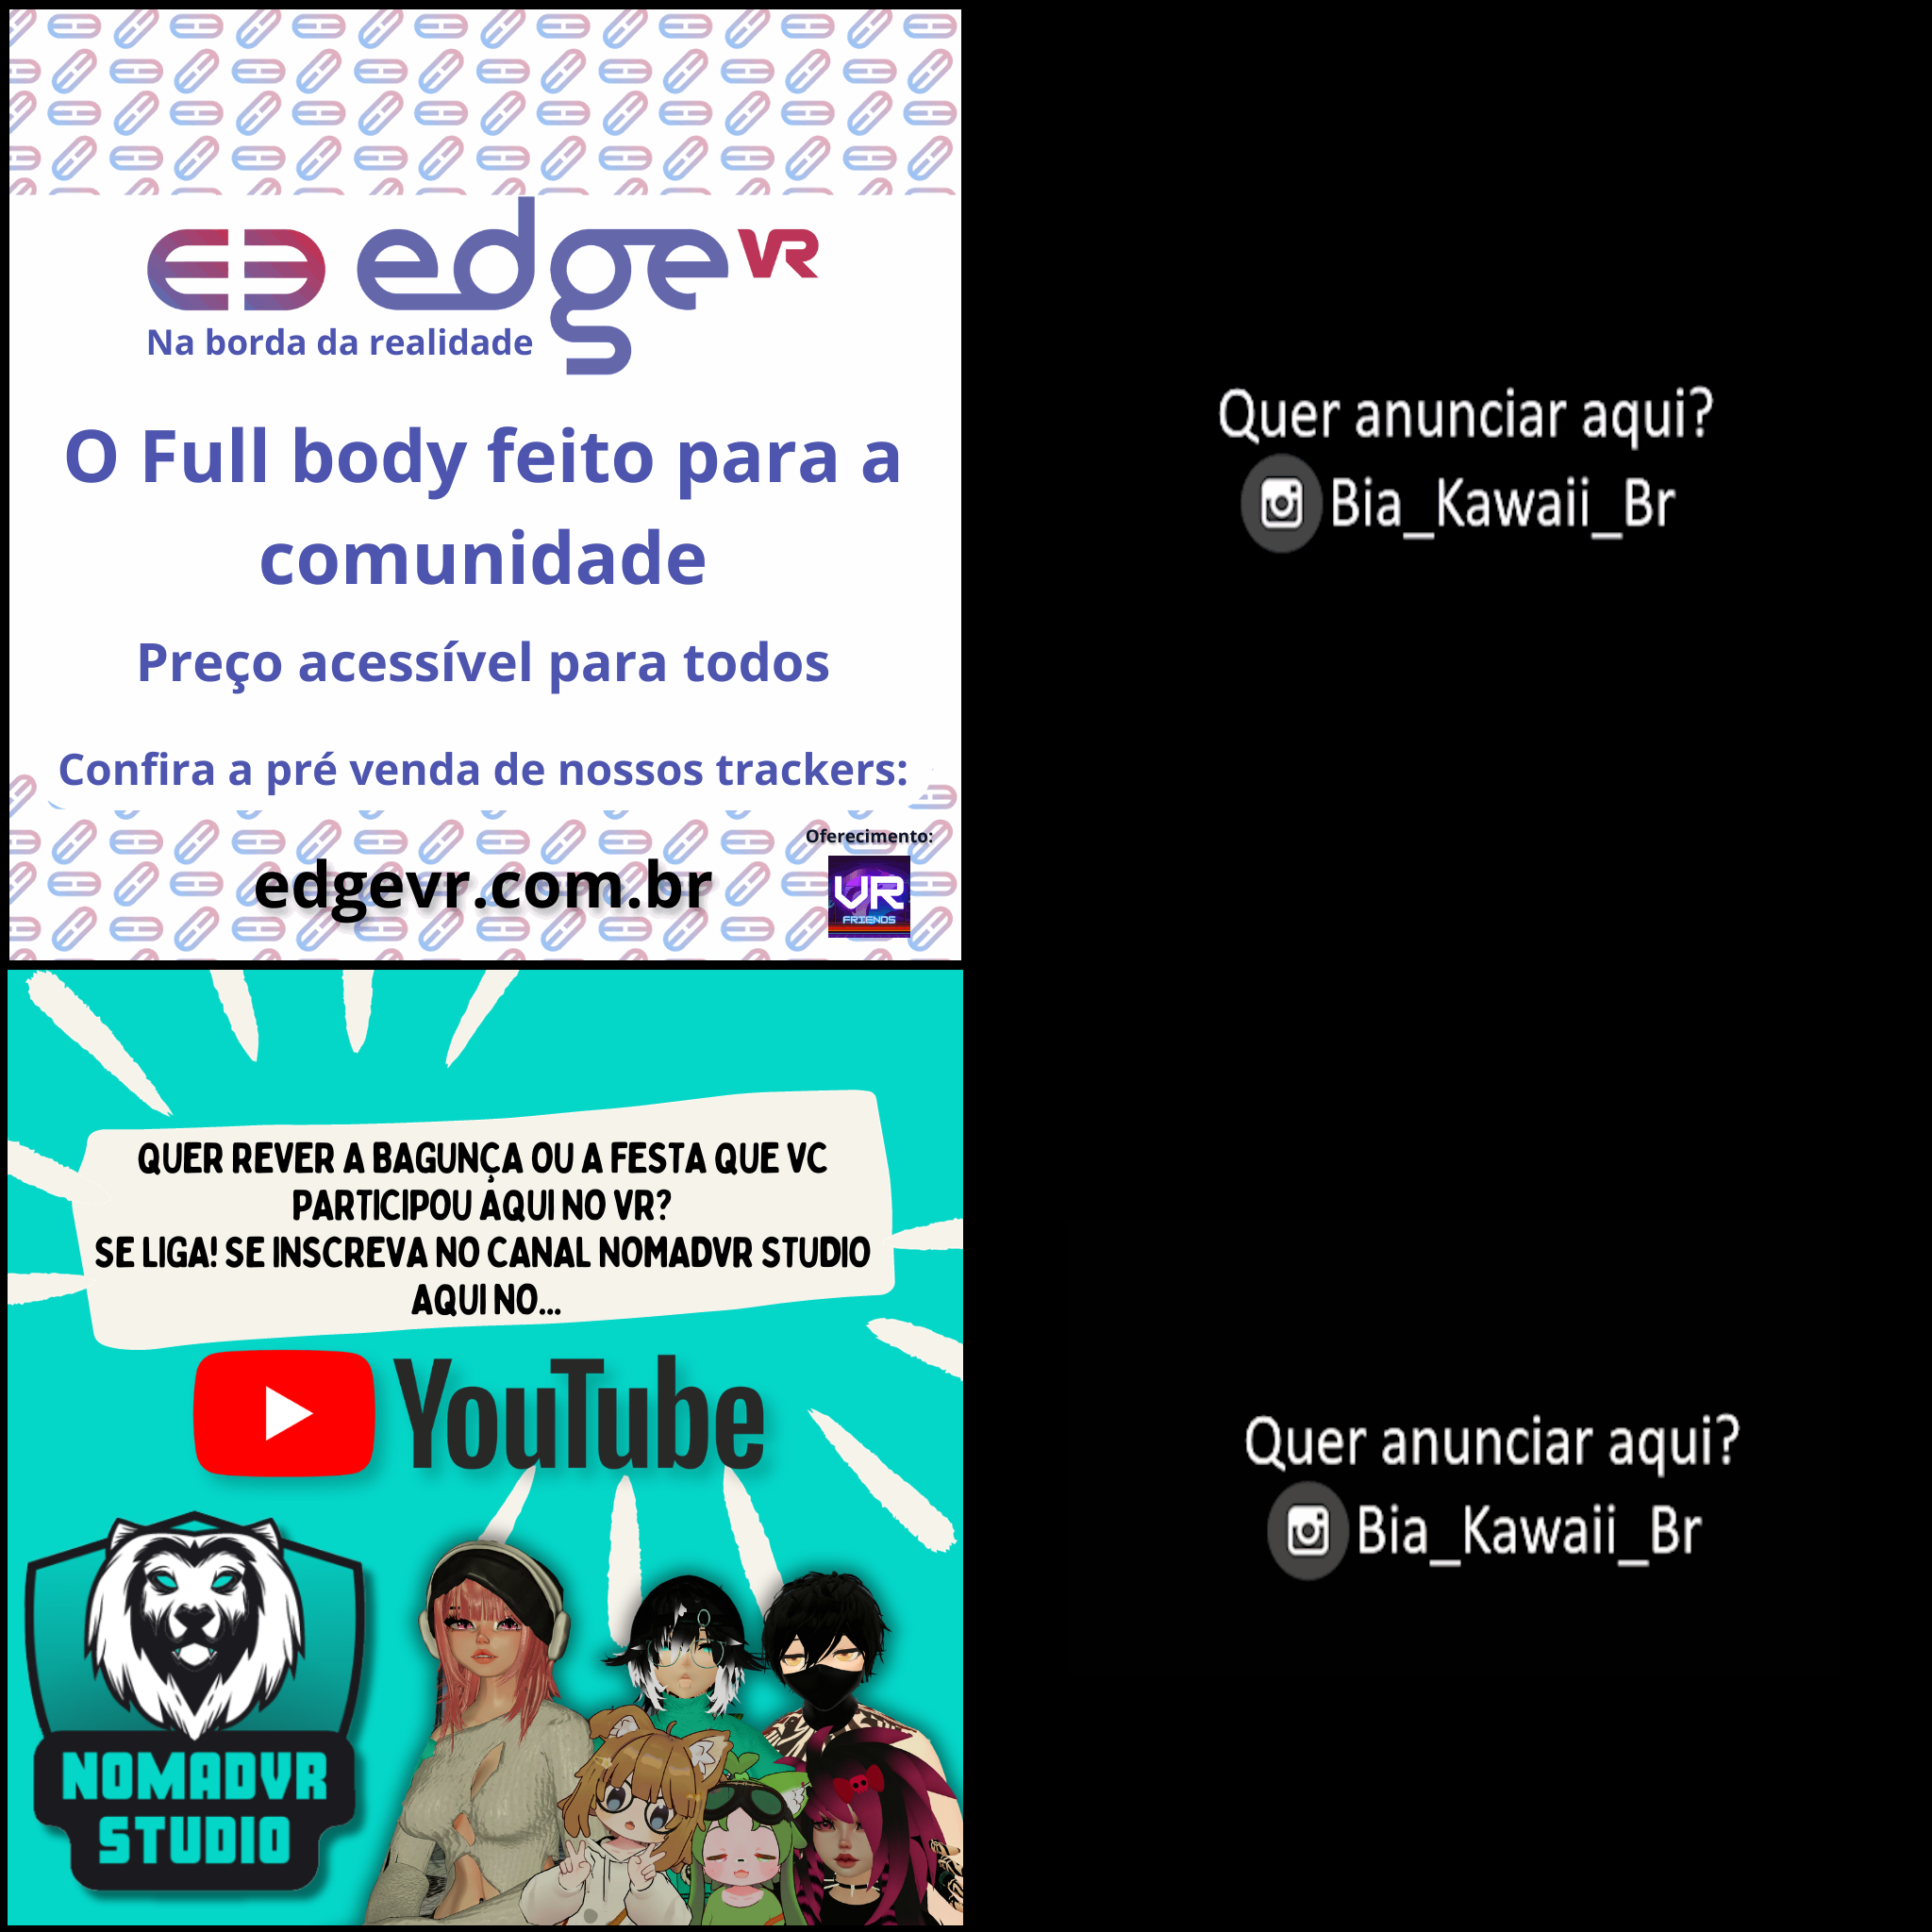 edge VR
Na borda da realidade
O Full body feito para a
comunidade
Preço acessível para todos
Confira a pré venda de nossos trackers:
Oferecimento:
edgevr.com.br
VR
FRIENDS
Quer anunciar aqui?
Bia_Kawaii_Br
QUER REVER A BAGUNÇA OU A FESTA QUE VC
PARTICIPOU AQUI NO VR?
SE LIGA! SE INSCREVA NO CANAL NOMADVR STUDIO
AQUI NO...
YouTube
NOMADVR
STUDIO
Quer anunciar aqui?
Bia_Kawaii_Br